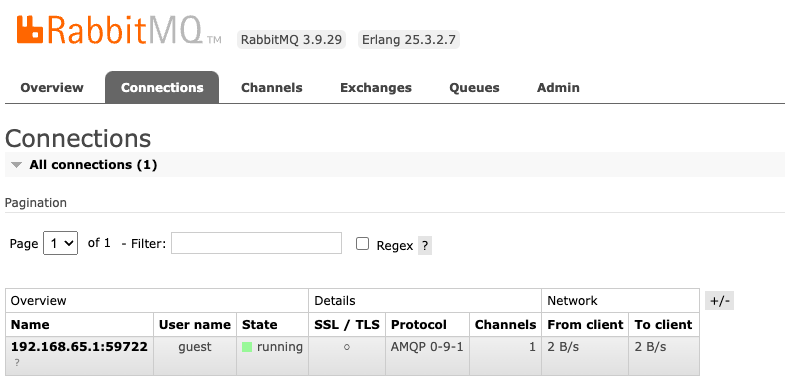 RabbitMQ TM RabbitMQ 3.9.29 Erlang 25.3.2.7
Overview Connections Channels Exchanges Queues Admin
Connections
All connections (1)
Pagination
Page 1 of 1 - Filter: Regex ?
Overview Details Network +/-
Name User name State SSL / TLS Protocol Channels From client To client
192.168.65.1:59722 guest running ○ AMQP 0-9-1 1 2 B/s 2 B/s
?